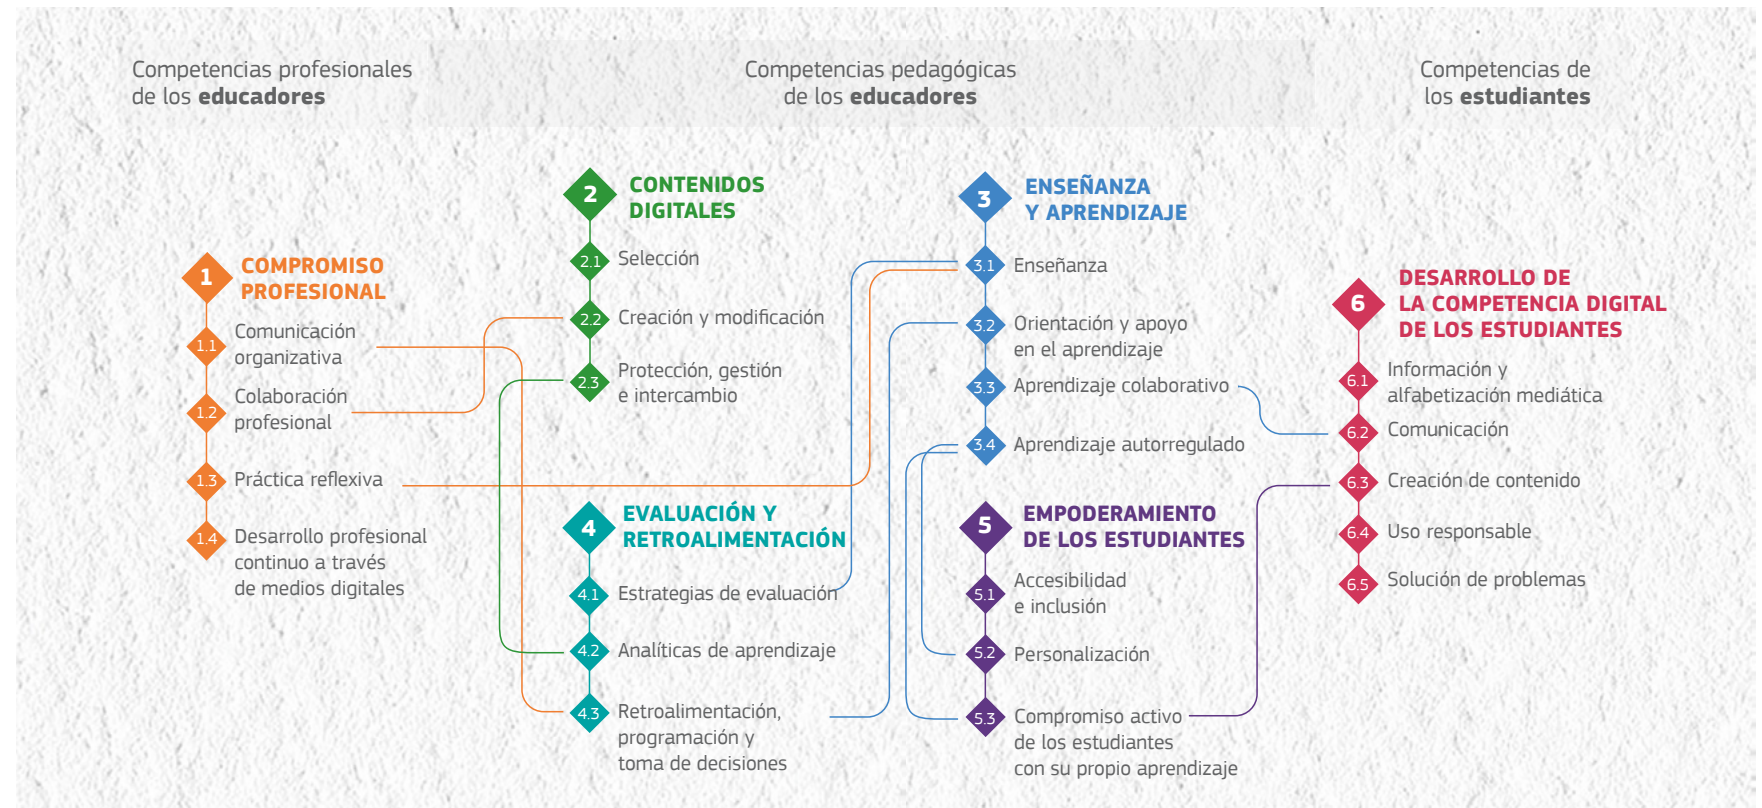 Competencias profesionales
de los educadores
Competencias pedagógicas
de los educadores
Competencias de
los estudiantes
1
COMPROMISO
PROFESIONAL
1.1
Comunicación
organizativa
1.2
Colaboración
profesional
1.3
Práctica reflexiva
1.4
Desarrollo profesional
continuo a través
de medios digitales
2
CONTENIDOS
DIGITALES
2.1
Selección
2.2
Creación y modificación
2.3
Protección, gestión
e intercambio
4
EVALUACIÓN Y
RETROALIMENTACIÓN
4.1
Estrategias de evaluación
4.2
Analíticas de aprendizaje
4.3
Retroalimentación,
programación y
toma de decisiones
3
ENSEÑANZA
Y APRENDIZAJE
3.1
Enseñanza
3.2
Orientación y apoyo
en el aprendizaje
3.3
Aprendizaje colaborativo
3.4
Aprendizaje autorregulado
5
EMPODERAMIENTO
DE LOS ESTUDIANTES
5.1
Accesibilidad
e inclusión
5.2
Personalización
5.3
Compromiso activo
de los estudiantes
con su propio aprendizaje
6
DESARROLLO DE
LA COMPETENCIA DIGITAL
DE LOS ESTUDIANTES
6.1
Información y
alfabetización mediática
6.2
Comunicación
6.3
Creación de contenido
6.4
Uso responsable
6.5
Solución de problemas